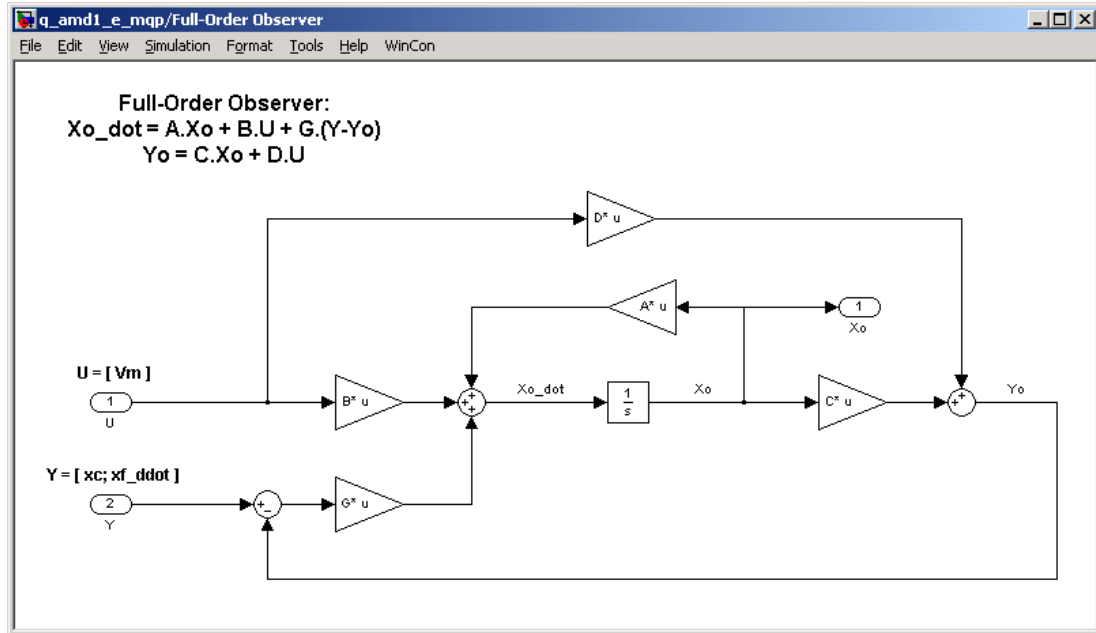 q_amd1_e_mqp/Full-Order Observer
File Edit View Simulation Format Tools Help WinCon
Full-Order Observer:
Xo_dot = A.Xo + B.U + G.(Y-Yo)
Yo = C.Xo + D.U
D* u
A* u
1
Xo
U = [ Vm ]
1
U
B* u
+
+
+
Xo_dot
1
s
Xo
C* u
+
+
Yo
Y = [ xc; xf_ddot ]
2
Y
+
-
G* u